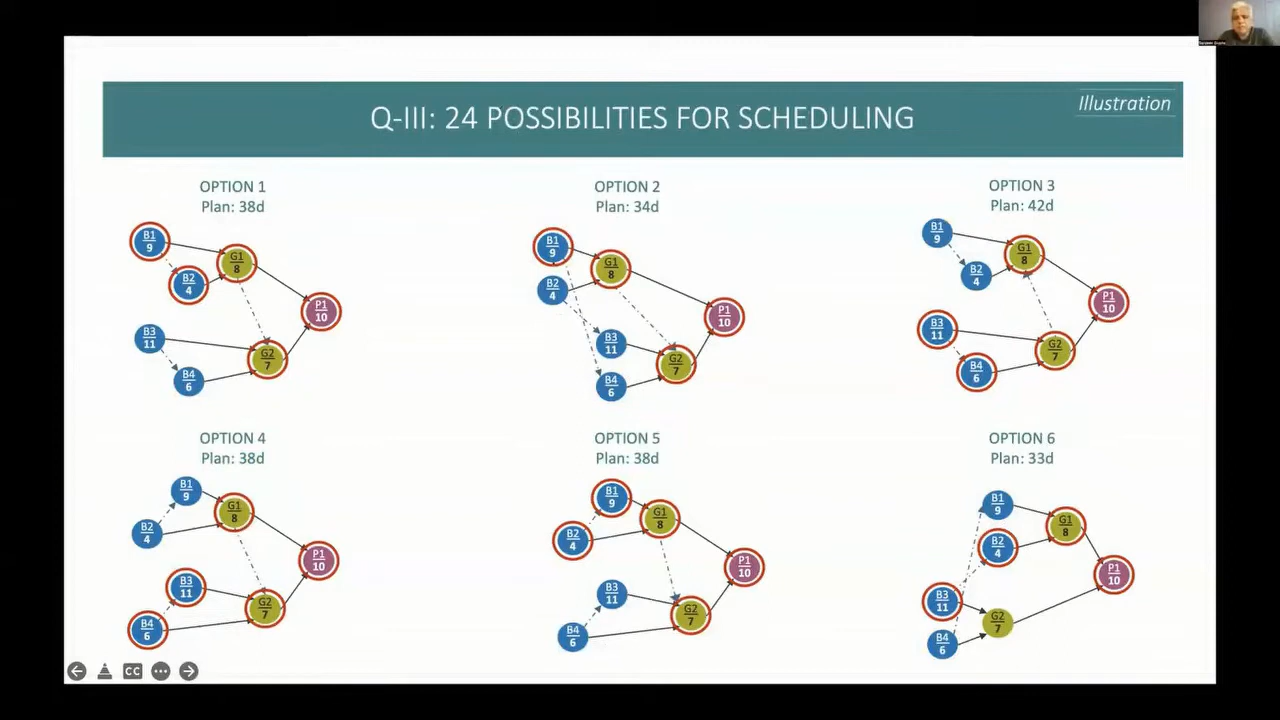 Sanjeev Gupta
Q-III: 24 POSSIBILITIES FOR SCHEDULING
Illustration
OPTION 1
Plan: 38d
B1
9
G1
8
B2
4
P1
10
B3
11
G2
7
B4
6
OPTION 2
Plan: 34d
B1
9
G1
8
B2
4
P1
10
B3
11
G2
7
B4
6
OPTION 3
Plan: 42d
B1
9
G1
8
B2
4
P1
10
B3
11
G2
7
B4
6
OPTION 4
Plan: 38d
B1
9
G1
8
B2
4
P1
10
B3
11
G2
7
B4
6
OPTION 5
Plan: 38d
B1
9
G1
8
B2
4
P1
10
B3
11
G2
7
B4
6
OPTION 6
Plan: 33d
B1
9
G1
8
B2
4
P1
10
B3
11
G2
7
B4
6
CC